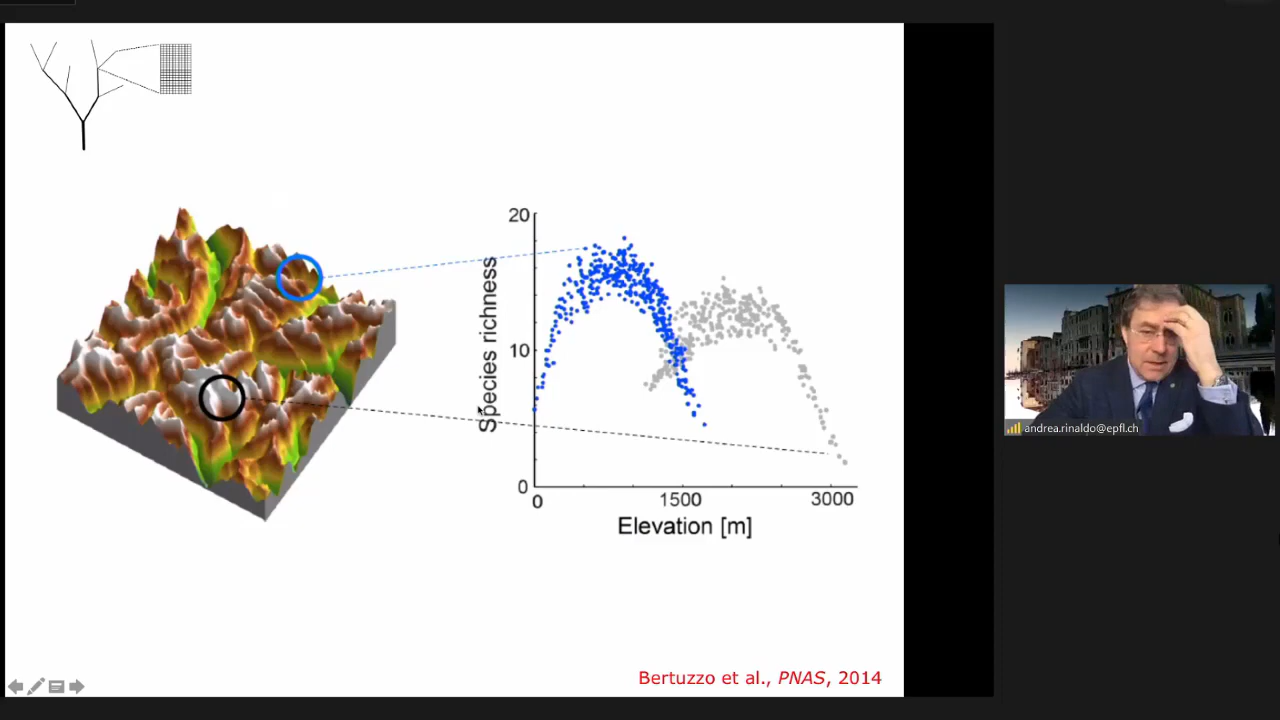 20
10
0
Species richness
0
1500
3000
Elevation [m]
Bertuzzo et al., PNAS, 2014
andrea.rinaldo@epfl.ch